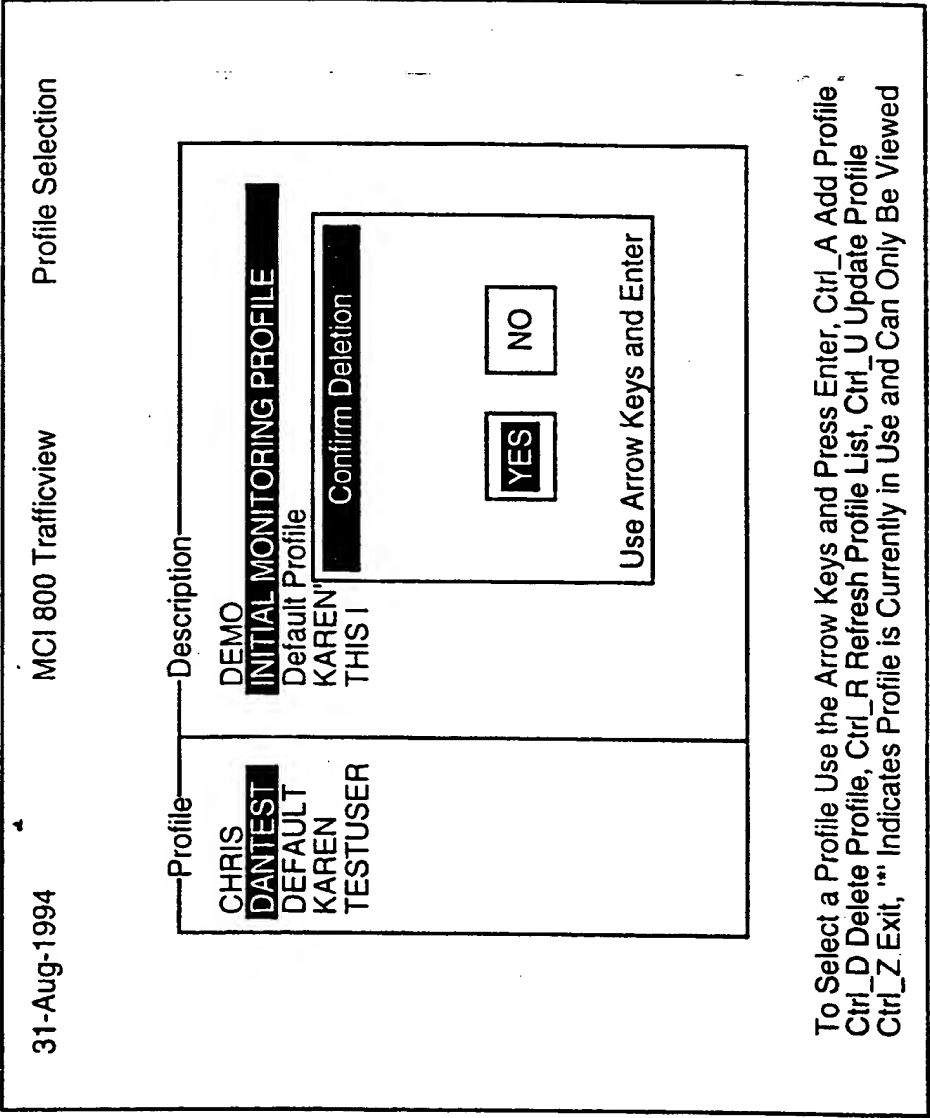 31-Aug-1994 MCI 800 Trafficview Profile Selection
Profile Description
CHRIS DEMO
DANTEST INITIAL MONITORING PROFILE
DEFAULT Default Profile
KAREN KAREN'
TESTUSER THIS I
Confirm Deletion
YES NO
Use Arrow Keys and Enter
To Select a Profile Use the Arrow Keys and Press Enter, Ctrl_A Add Profile,
Ctrl_D Delete Profile, Ctrl_R Refresh Profile List, Ctrl_U Update Profile
Ctrl_Z Exit, '*' Indicates Profile is Currently in Use and Can Only Be Viewed